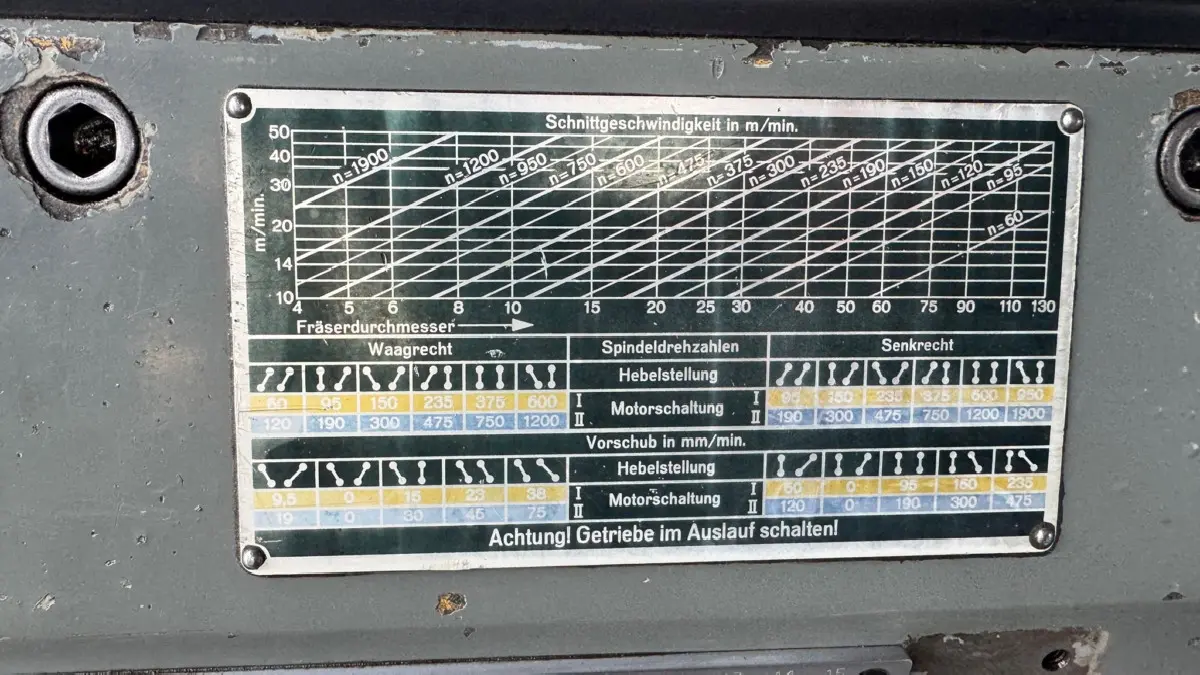 Schnittgeschwindigkeit in m/min.
50
40
30
20
14
10
m/min.
n=1900
n=1200
n=950
n=750
n=600
n=475
n=375
n=300
n=235
n=190
n=150
n=120
n=95
n=60
4 5 6 8 10 15 20 25 30 40 50 60 75 90 110 130
Fräserdurchmesser
Waagrecht Spindeldrehzahlen Senkrecht
Hebelstellung
60 95 150 235 375 600 I Motorschaltung I 95 150 235 375 600 950
120 190 300 475 750 1200 II II 190 300 475 750 1200 1900
Vorschub in mm/min.
Hebelstellung
9,5 0 15 23 38 I Motorschaltung I 60 0 95 150 235
19 0 30 45 75 II II 120 0 190 300 475
Achtung! Getriebe im Auslauf schalten!